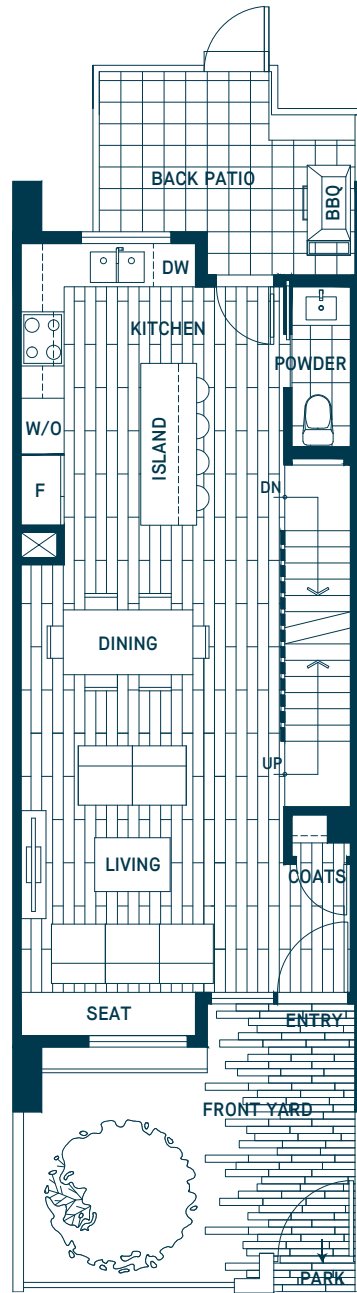 BACK PATIO
BBQ
DW
KITCHEN
POWDER
W/O
ISLAND
F
DN
DINING
UP
LIVING
COATS
SEAT
ENTRY
FRONT YARD
PARK